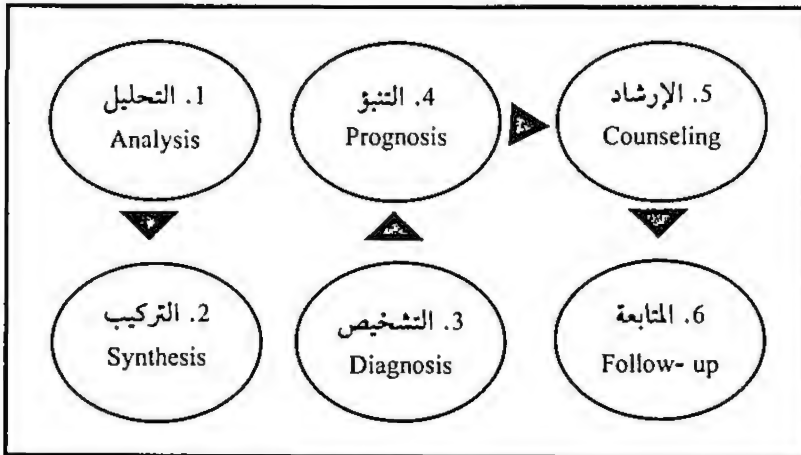 1. التحليل
Analysis
2. التركيب
Synthesis
3. التشخيص
Diagnosis
4. التنبؤ
Prognosis
5. الإرشاد
Counseling
6. المتابعة
Follow- up